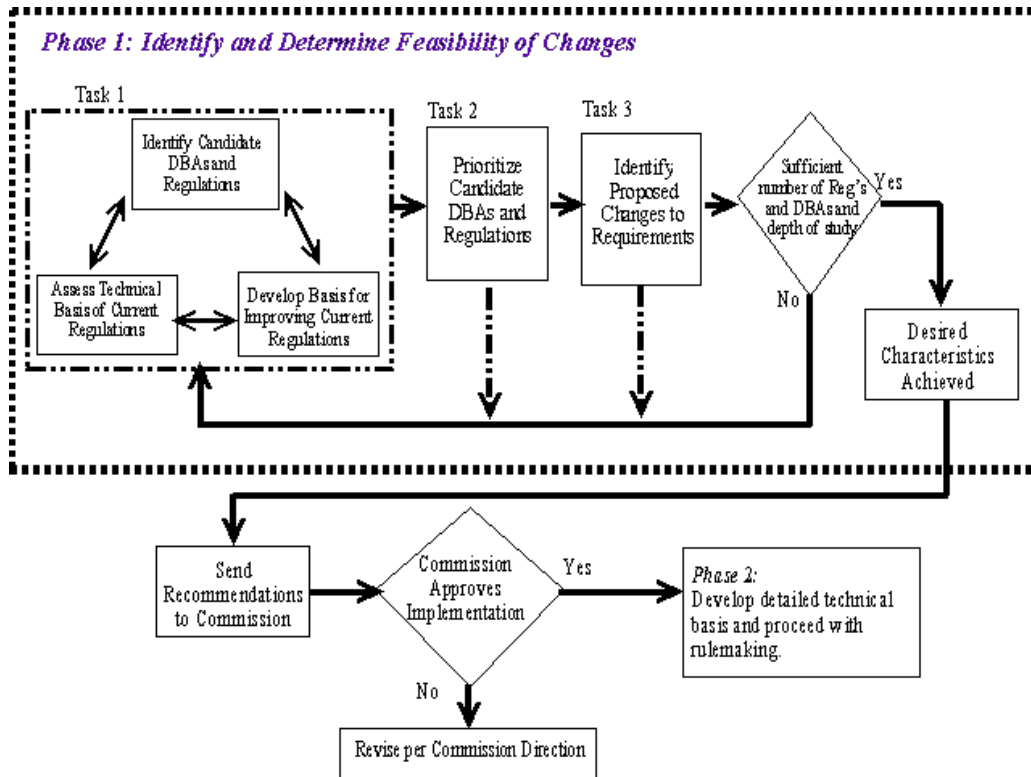 Phase 1: Identify and Determine Feasibility of Changes
Task 1
Identify Candidate
DBAs and
Regulations
Assess Technical
Basis of Current
Regulations
Develop Basis for
Improving Current
Regulations
Task 2
Prioritize
Candidate
DBAs and
Regulations
Task 3
Identify
Proposed
Changes to
Requirements
Sufficient
number of Reg's
and DBAs and
depth of study
Yes
No
Desired
Characteristics
Achieved
Send
Recommendations
to Commission
Commission
Approves
Implementation
Yes
No
Phase 2:
Develop detailed technical
basis and proceed with
rulemaking.
Revise per Commission Direction